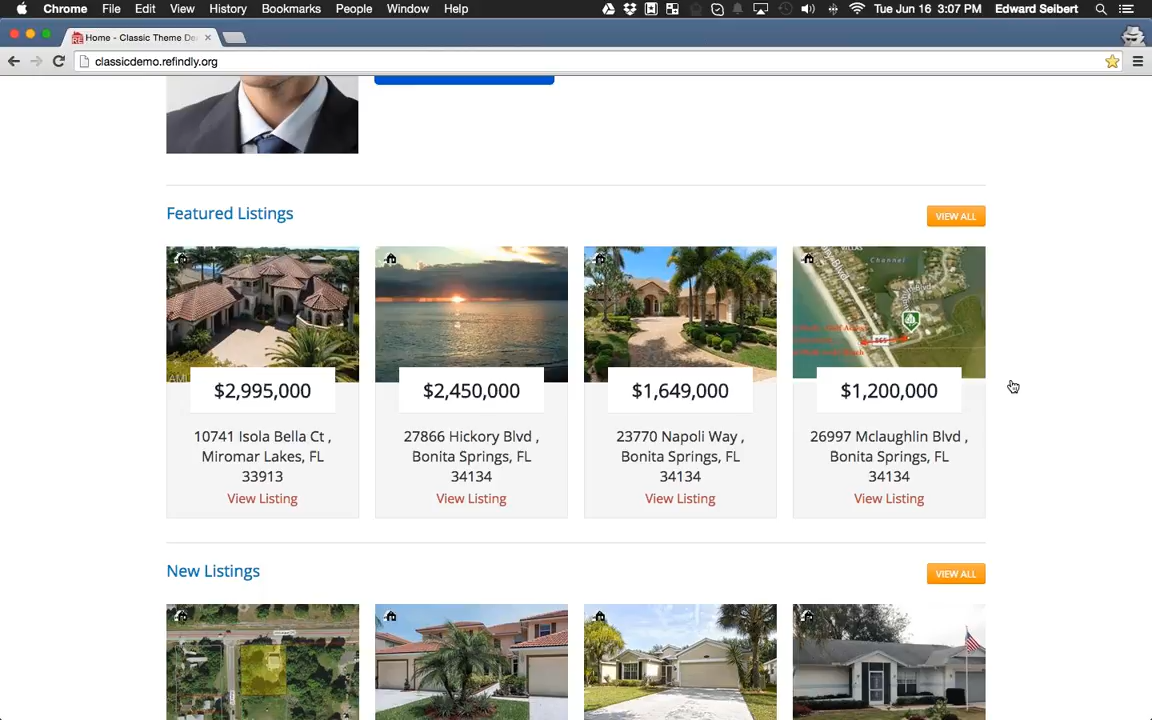 Chrome File Edit View History Bookmarks People Window Help Tue Jun 16 3:07 PM Edward Seibert
Home - Classic Theme De
classicdemo.refindly.org
Featured Listings VIEW ALL
$2,995,000 $2,450,000 $1,649,000 $1,200,000
10741 Isola Bella Ct , 27866 Hickory Blvd , 23770 Napoli Way , 26997 Mclaughlin Blvd ,
Miromar Lakes, FL Bonita Springs, FL Bonita Springs, FL Bonita Springs, FL
33913 34134 34134 34134
View Listing View Listing View Listing View Listing
New Listings VIEW ALL